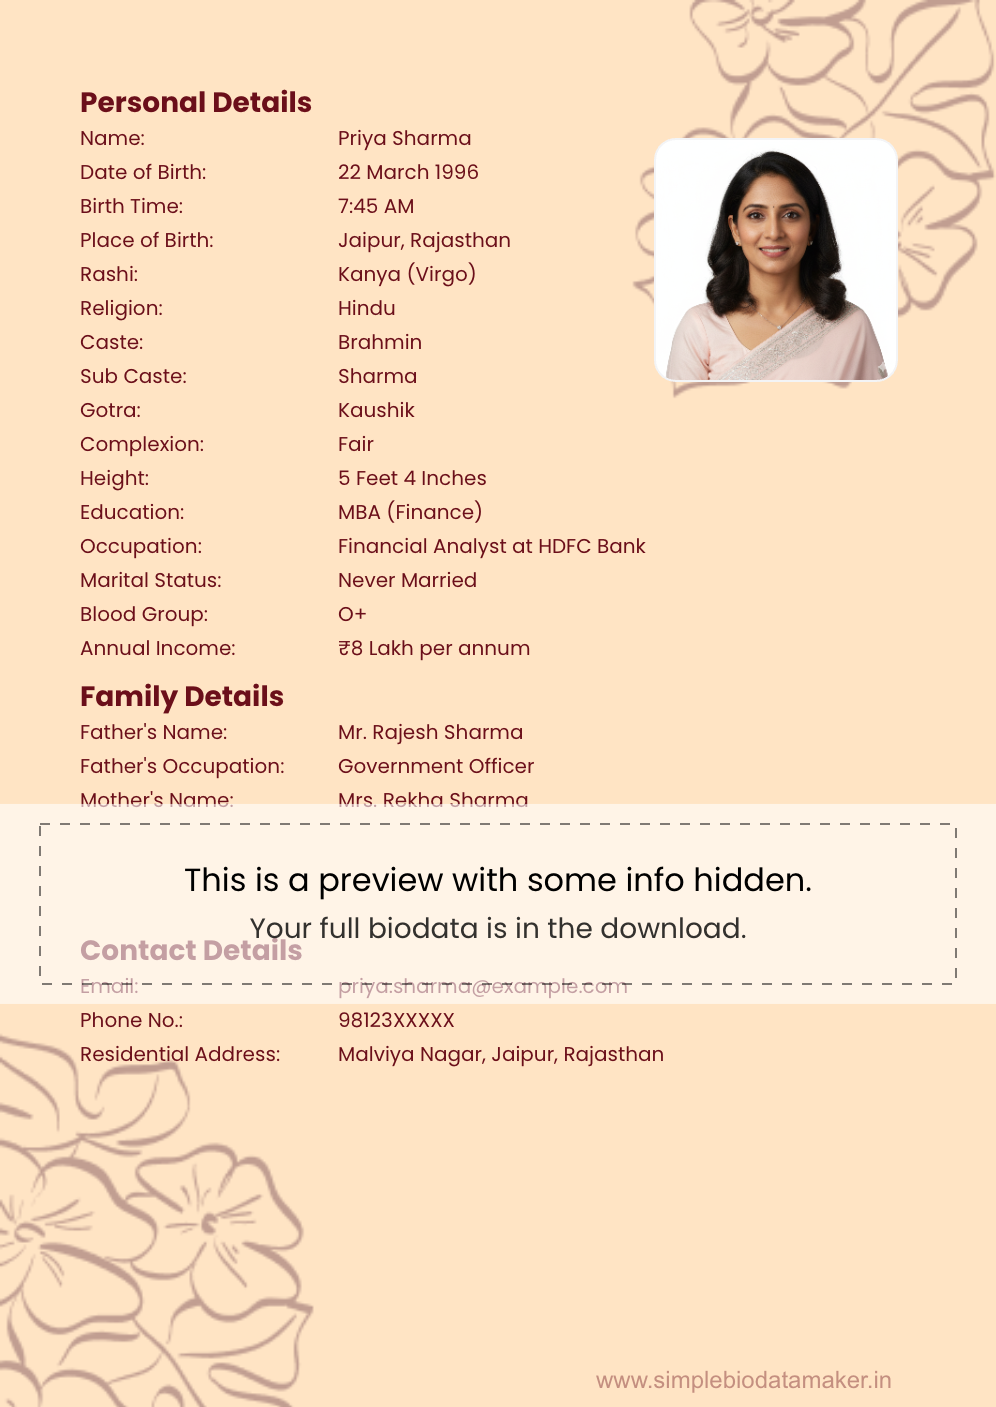 Personal Details
Name: Priya Sharma
Date of Birth: 22 March 1996
Birth Time: 7:45 AM
Place of Birth: Jaipur, Rajasthan
Rashi: Kanya (Virgo)
Religion: Hindu
Caste: Brahmin
Sub Caste: Sharma
Gotra: Kaushik
Complexion: Fair
Height: 5 Feet 4 Inches
Education: MBA (Finance)
Occupation: Financial Analyst at HDFC Bank
Marital Status: Never Married
Blood Group: O+
Annual Income: ₹8 Lakh per annum
Family Details
Father's Name: Mr. Rajesh Sharma
Father's Occupation: Government Officer
Mother's Name: Mrs. Rekha Sharma
This is a preview with some info hidden.
Your full biodata is in the download.
Contact Details
Email: priya.sharma@example.com
Phone No.: 98123XXXXX
Residential Address: Malviya Nagar, Jaipur, Rajasthan
www.simplebiodatamaker.in